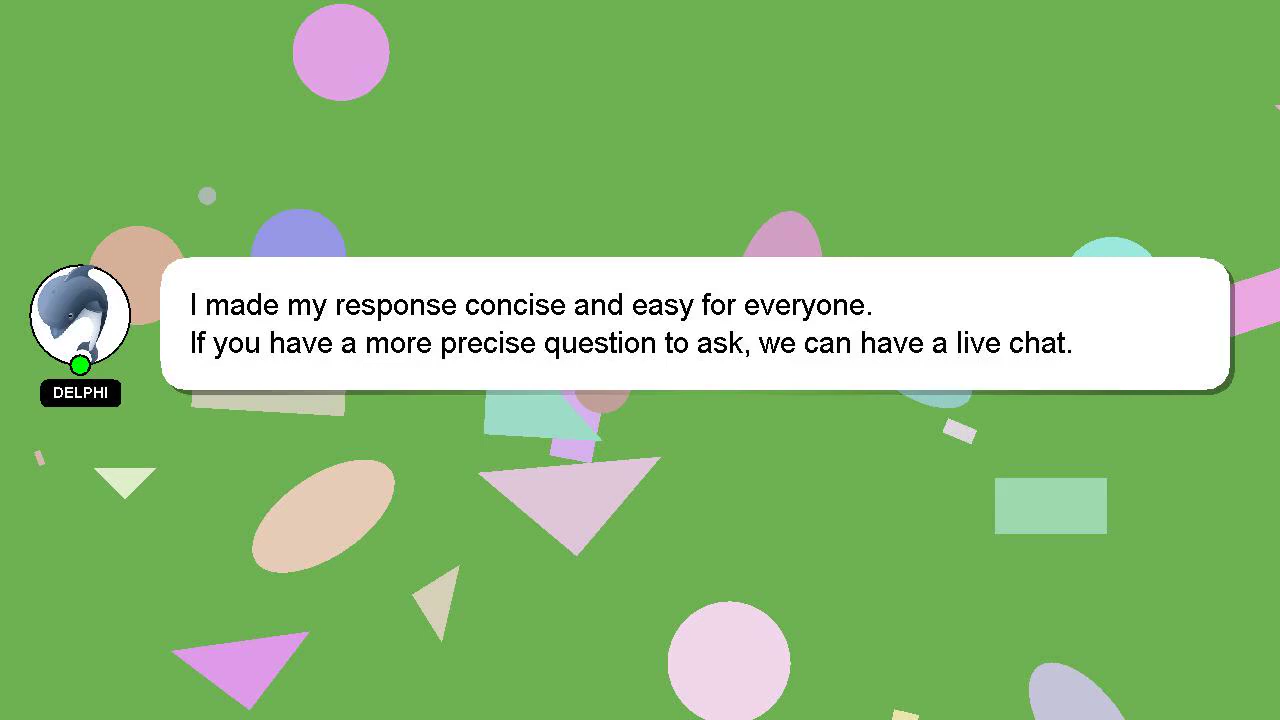 I made my response concise and easy for everyone.
If you have a more precise question to ask, we can have a live chat.
DELPHI